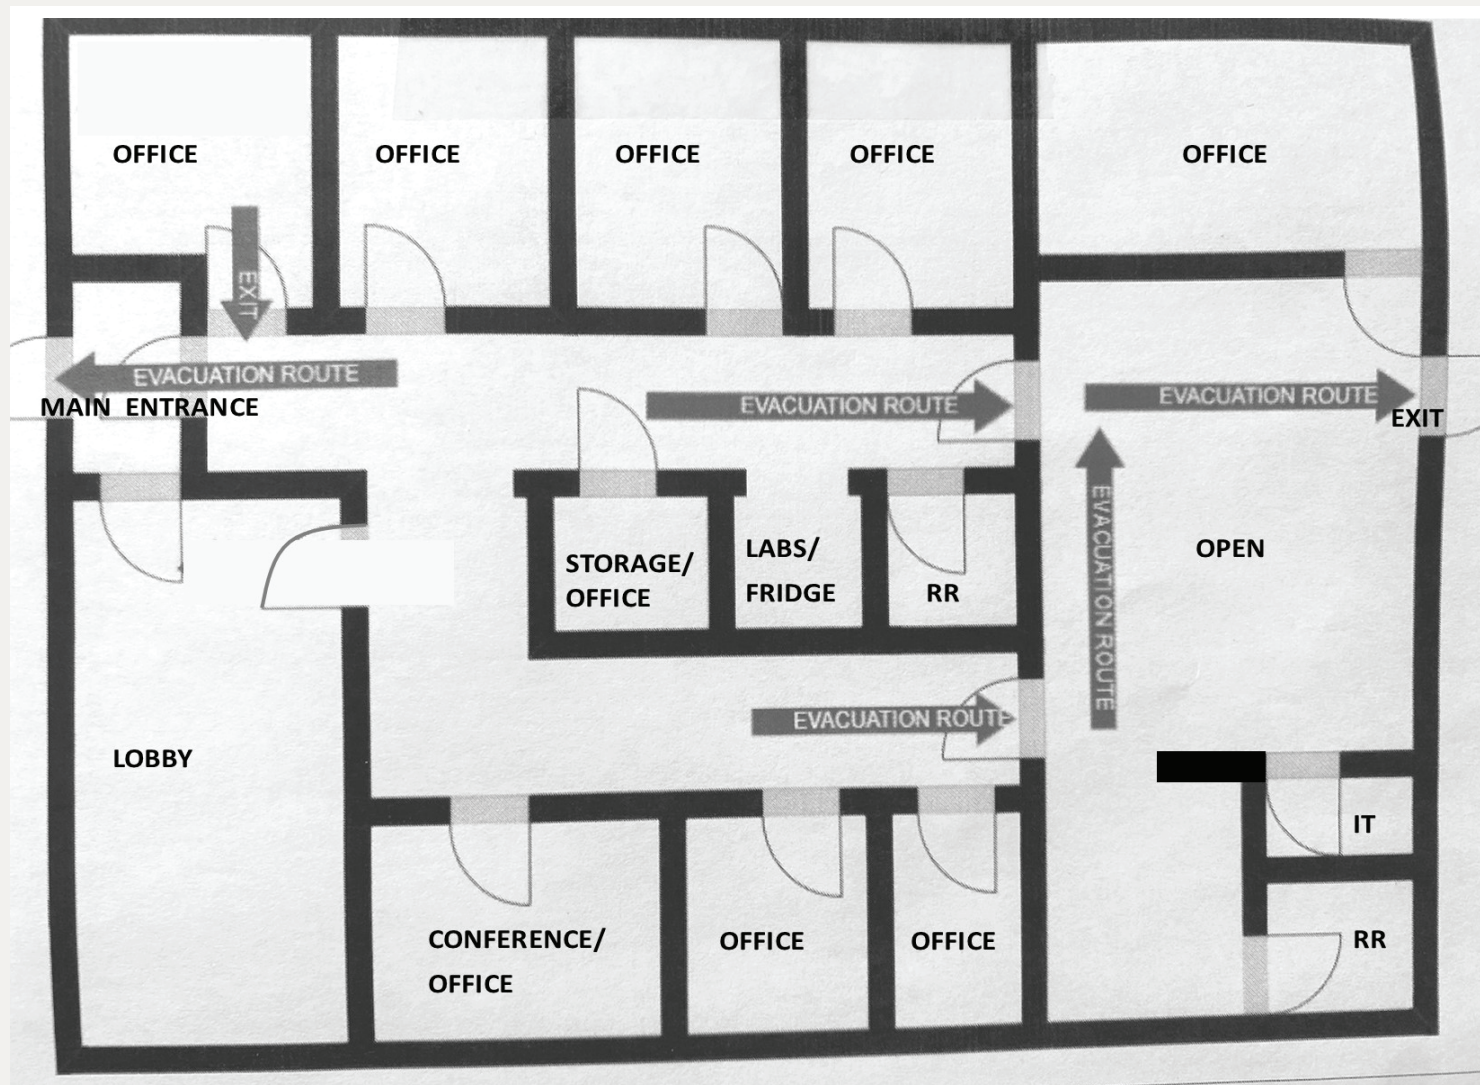 OFFICE
OFFICE
OFFICE
OFFICE
OFFICE
EXIT
EVACUATION ROUTE
MAIN ENTRANCE
EVACUATION ROUTE
EVACUATION ROUTE
EXIT
EVACUATION ROUTE
STORAGE/
OFFICE
LABS/
FRIDGE
RR
OPEN
EVACUATION ROUTE
LOBBY
IT
CONFERENCE/
OFFICE
OFFICE
OFFICE
RR